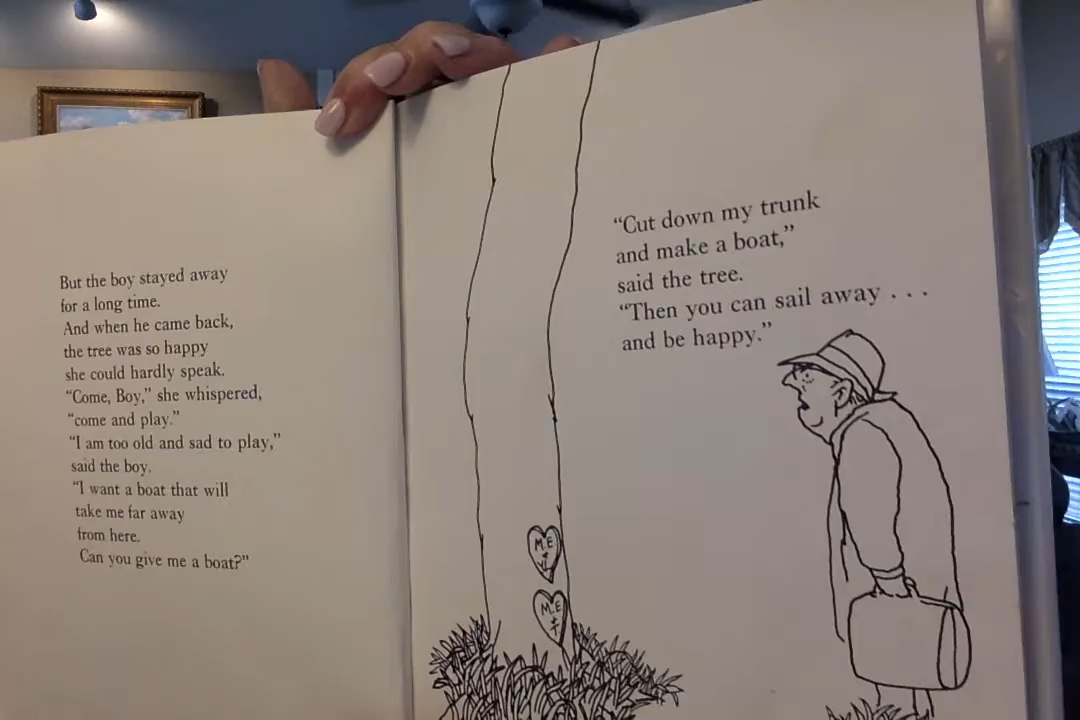 But the boy stayed away
for a long time.
And when he came back,
the tree was so happy
she could hardly speak.
“Come, Boy,” she whispered,
“come and play.”
“I am too old and sad to play,”
said the boy.
“I want a boat that will
take me far away
from here.
Can you give me a boat?”
“Cut down my trunk
and make a boat,”
said the tree.
“Then you can sail away . . .
and be happy.”
M.E
+
Y.L
M.E
+
T